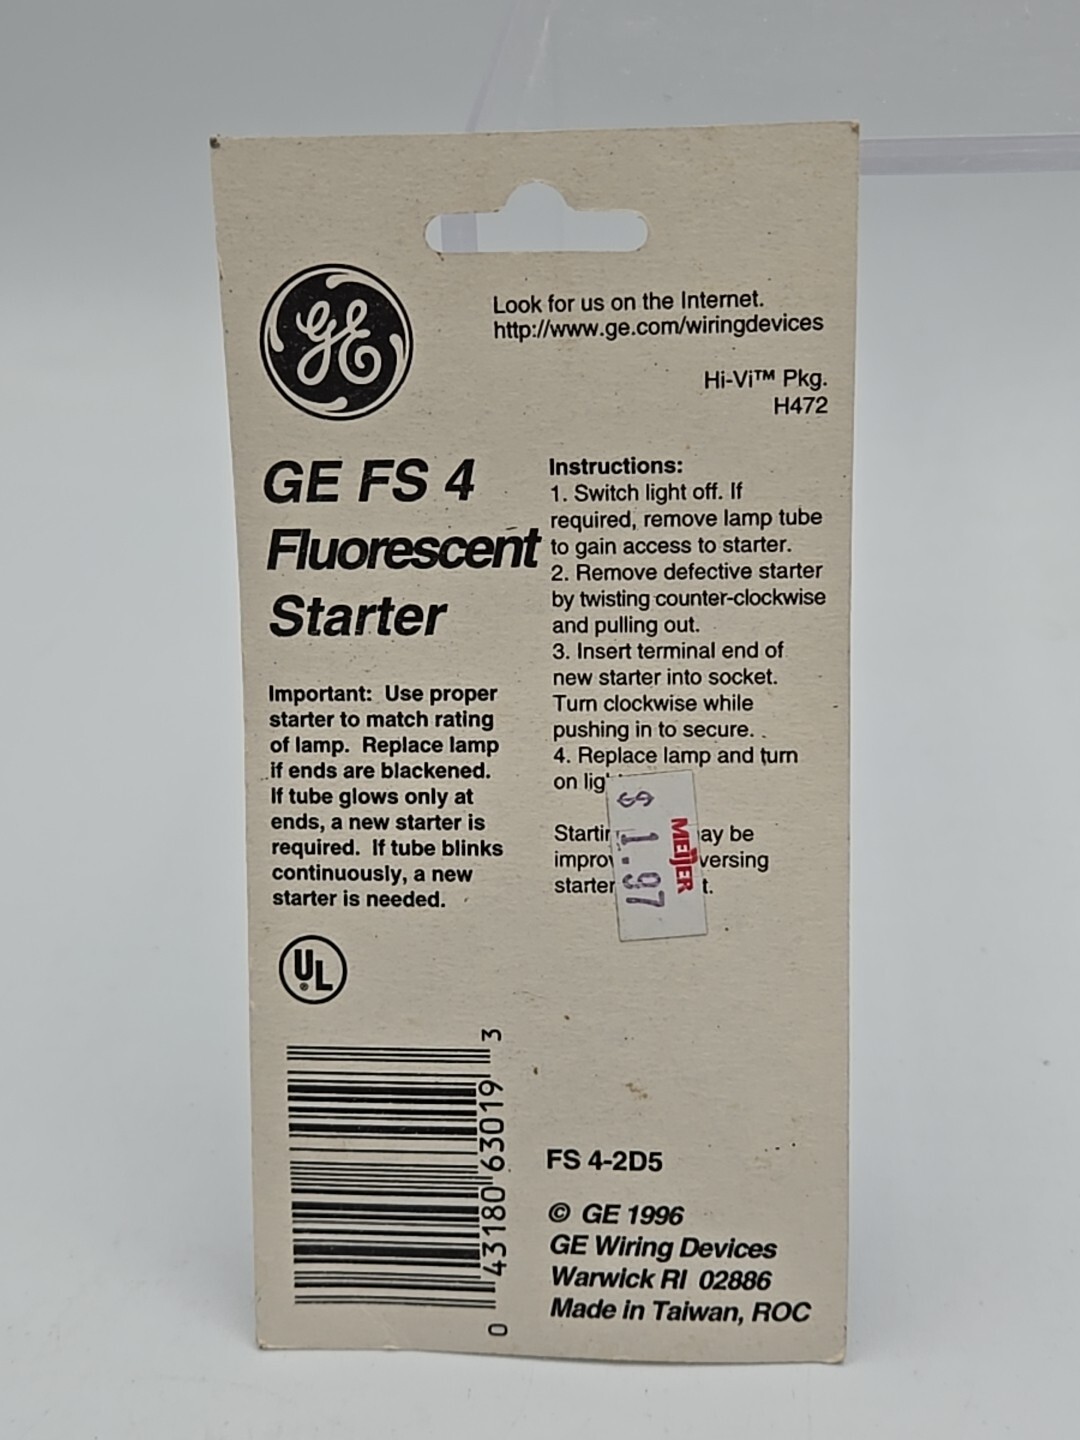 GE
Look for us on the Internet.
http://www.ge.com/wiringdevices
Hi-Vi™ Pkg.
H472
GE FS 4
Fluorescent
Starter
Important: Use proper
starter to match rating
of lamp. Replace lamp
if ends are blackened.
If tube glows only at
ends, a new starter is
required. If tube blinks
continuously, a new
starter is needed.
UL
®
Instructions:
1. Switch light off. If
required, remove lamp tube
to gain access to starter.
2. Remove defective starter
by twisting counter-clockwise
and pulling out.
3. Insert terminal end of
new starter into socket.
Turn clockwise while
pushing in to secure.
4. Replace lamp and turn
on
be
starter
MEIJER
$1.97
0 43180 63019 3
FS 4-2D5
© GE 1996
GE Wiring Devices
Warwick RI 02886
Made in Taiwan, ROC